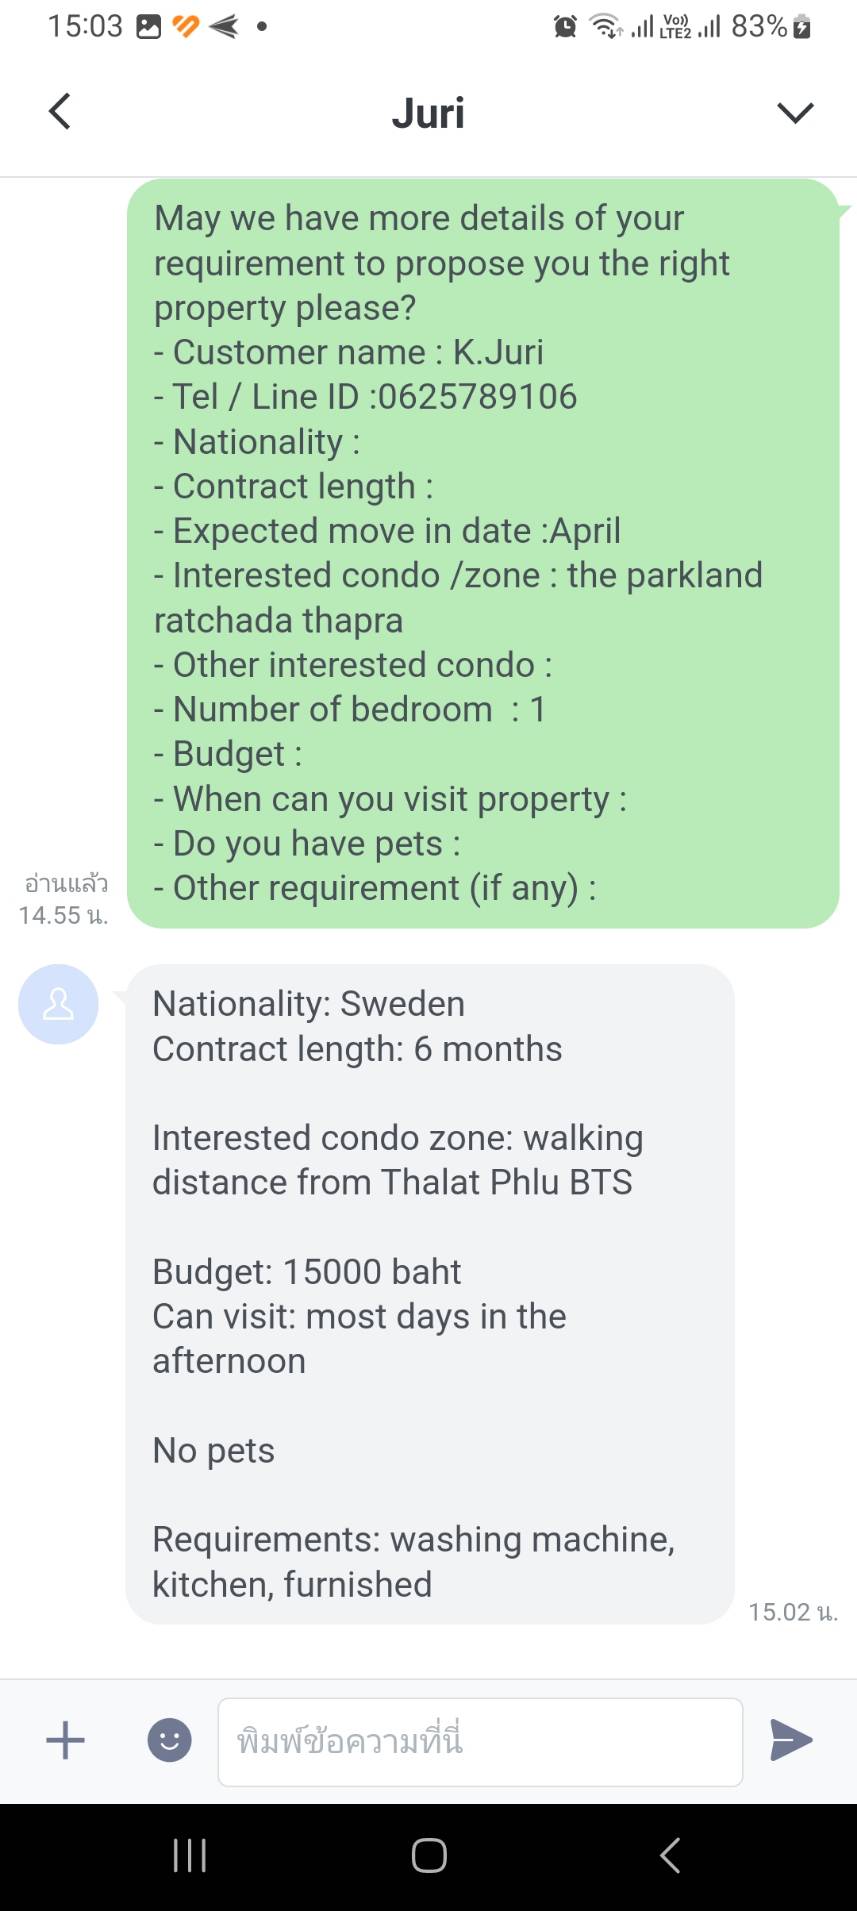 15:03
Vo))
LTE2
83%
Juri
May we have more details of your
requirement to propose you the right
property please?
- Customer name : K.Juri
- Tel / Line ID :0625789106
- Nationality :
- Contract length :
- Expected move in date :April
- Interested condo /zone : the parkland
ratchada thapra
- Other interested condo :
- Number of bedroom  : 1
- Budget :
- When can you visit property :
- Do you have pets :
- Other requirement (if any) :
อ่านแล้ว
14.55 น.
Nationality: Sweden
Contract length: 6 months
Interested condo zone: walking
distance from Thalat Phlu BTS
Budget: 15000 baht
Can visit: most days in the
afternoon
No pets
Requirements: washing machine,
kitchen, furnished
15.02 น.
พิมพ์ข้อความที่นี่